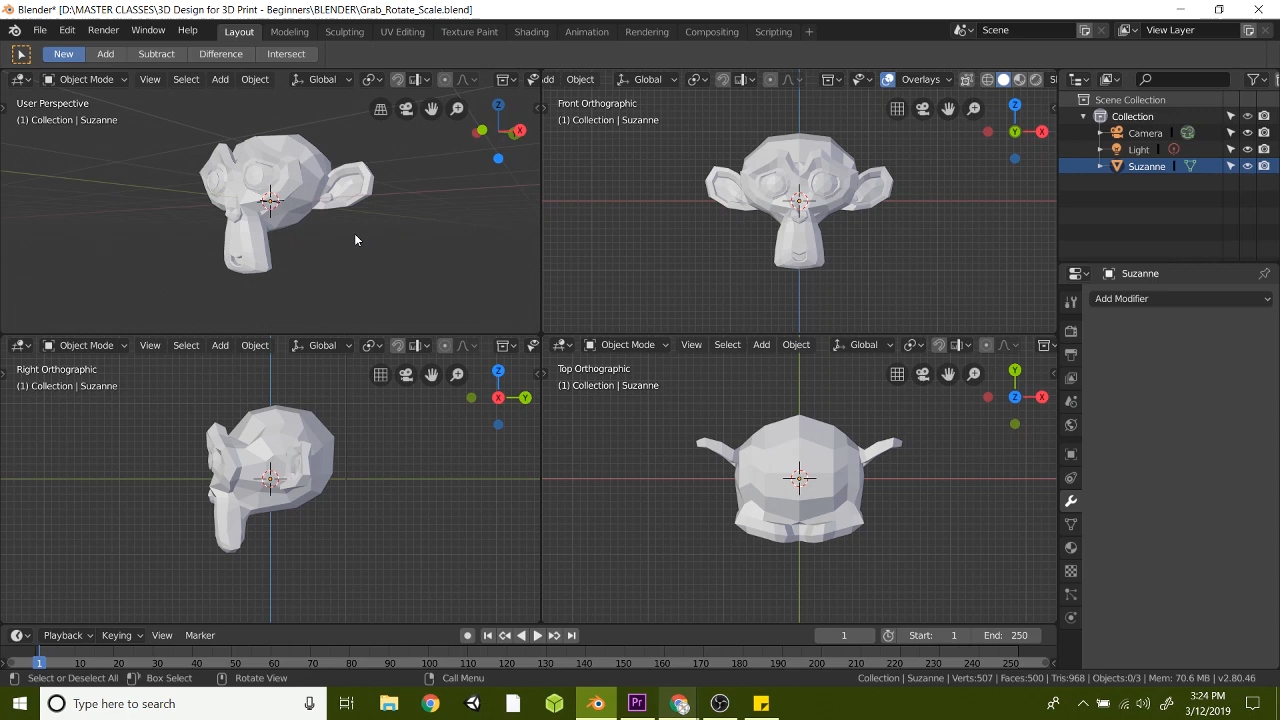 Blender* [D:\MASTER CLASSES\3D Design for 3D Print - Beginners\BLENDER\Grab_Rotate_Scale.blend]
File Edit Render Window Help Layout Modeling Sculpting UV Editing Texture Paint Shading Animation Rendering Compositing Scripting + Scene View Layer
New Add Subtract Difference Intersect
Object Mode View Select Add Object Global dd Object Global Overlays
User Perspective
(1) Collection | Suzanne
Z X
Front Orthographic
(1) Collection | Suzanne
Z Y X
Scene Collection
Collection
Camera
Light
Suzanne
Suzanne
Add Modifier
Object Mode View Select Add Object Global
Object Mode View Select Add Object Global
Right Orthographic
(1) Collection | Suzanne
Z X Y
Top Orthographic
(1) Collection | Suzanne
Y Z X
Playback Keying View Marker 1 Start: 1 End: 250
1 10 20 30 40 50 60 70 80 90 100 110 120 130 140 150 160 170 180 190 200 210 220 230 240 250
Select or Deselect All Box Select Rotate View Call Menu Collection | Suzanne | Verts:507 | Faces:500 | Tris:968 | Objects:0/3 | Mem: 70.6 MB | v2.80.46
Type here to search Pr 3:24 PM
3/12/2019